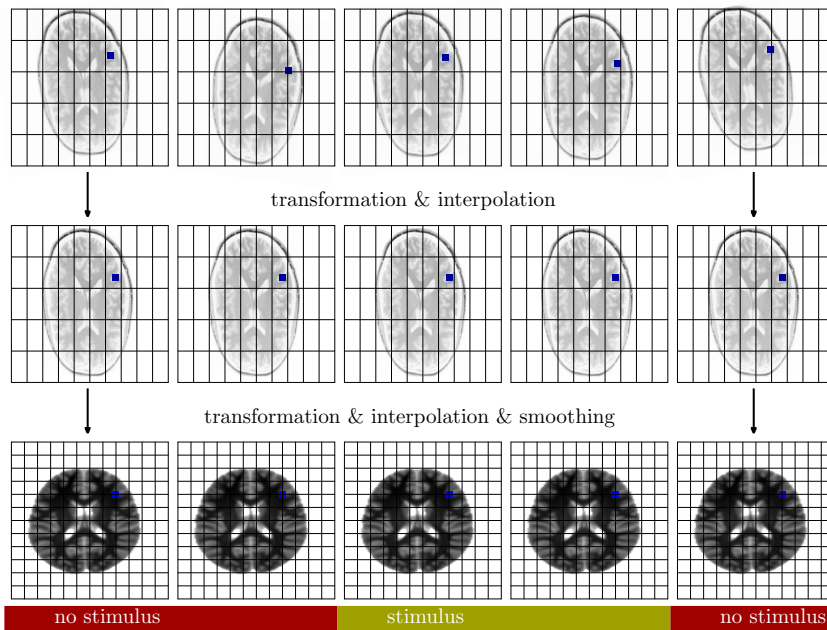 transformation & interpolation
transformation & interpolation & smoothing
no stimulus stimulus no stimulus